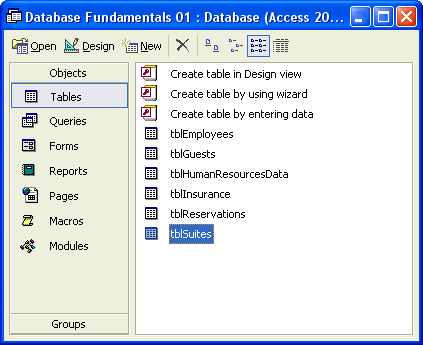 Database Fundamentals 01 : Database (Access 20...
Open Design New
Objects
Tables
Queries
Forms
Reports
Pages
Macros
Modules
Groups
Create table in Design view
Create table by using wizard
Create table by entering data
tblEmployees
tblGuests
tblHumanResourcesData
tblInsurance
tblReservations
tblSuites